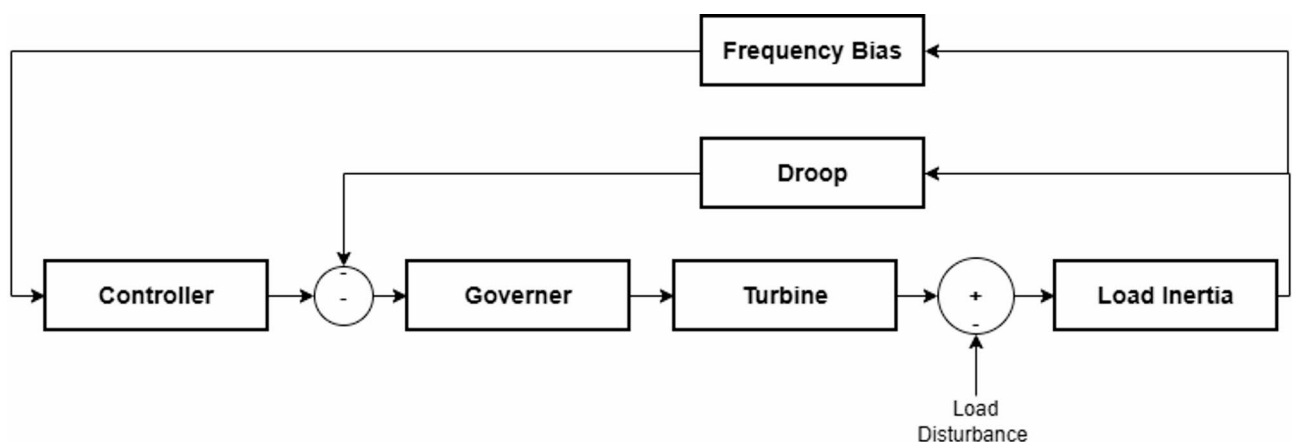 Frequency Bias
Droop
Controller
-
-
Governer
Turbine
+
-
Load Inertia
Load
Disturbance